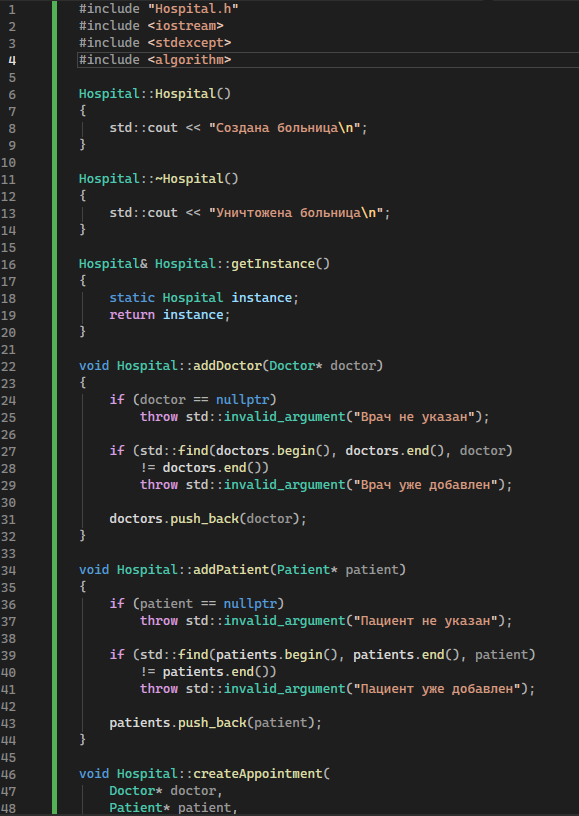 1 #include "Hospital.h"
2 #include <iostream>
3 #include <stdexcept>
4 #include <algorithm>
5
6 Hospital::Hospital()
7 {
8     std::cout << "Создана больница\n";
9 }
10
11 Hospital::~Hospital()
12 {
13     std::cout << "Уничтожена больница\n";
14 }
15
16 Hospital& Hospital::getInstance()
17 {
18     static Hospital instance;
19     return instance;
20 }
21
22 void Hospital::addDoctor(Doctor* doctor)
23 {
24     if (doctor == nullptr)
25         throw std::invalid_argument("Врач не указан");
26
27     if (std::find(doctors.begin(), doctors.end(), doctor)
28         != doctors.end())
29         throw std::invalid_argument("Врач уже добавлен");
30
31     doctors.push_back(doctor);
32 }
33
34 void Hospital::addPatient(Patient* patient)
35 {
36     if (patient == nullptr)
37         throw std::invalid_argument("Пациент не указан");
38
39     if (std::find(patients.begin(), patients.end(), patient)
40         != patients.end())
41         throw std::invalid_argument("Пациент уже добавлен");
42
43     patients.push_back(patient);
44 }
45
46 void Hospital::createAppointment(
47     Doctor* doctor,
48     Patient* patient,